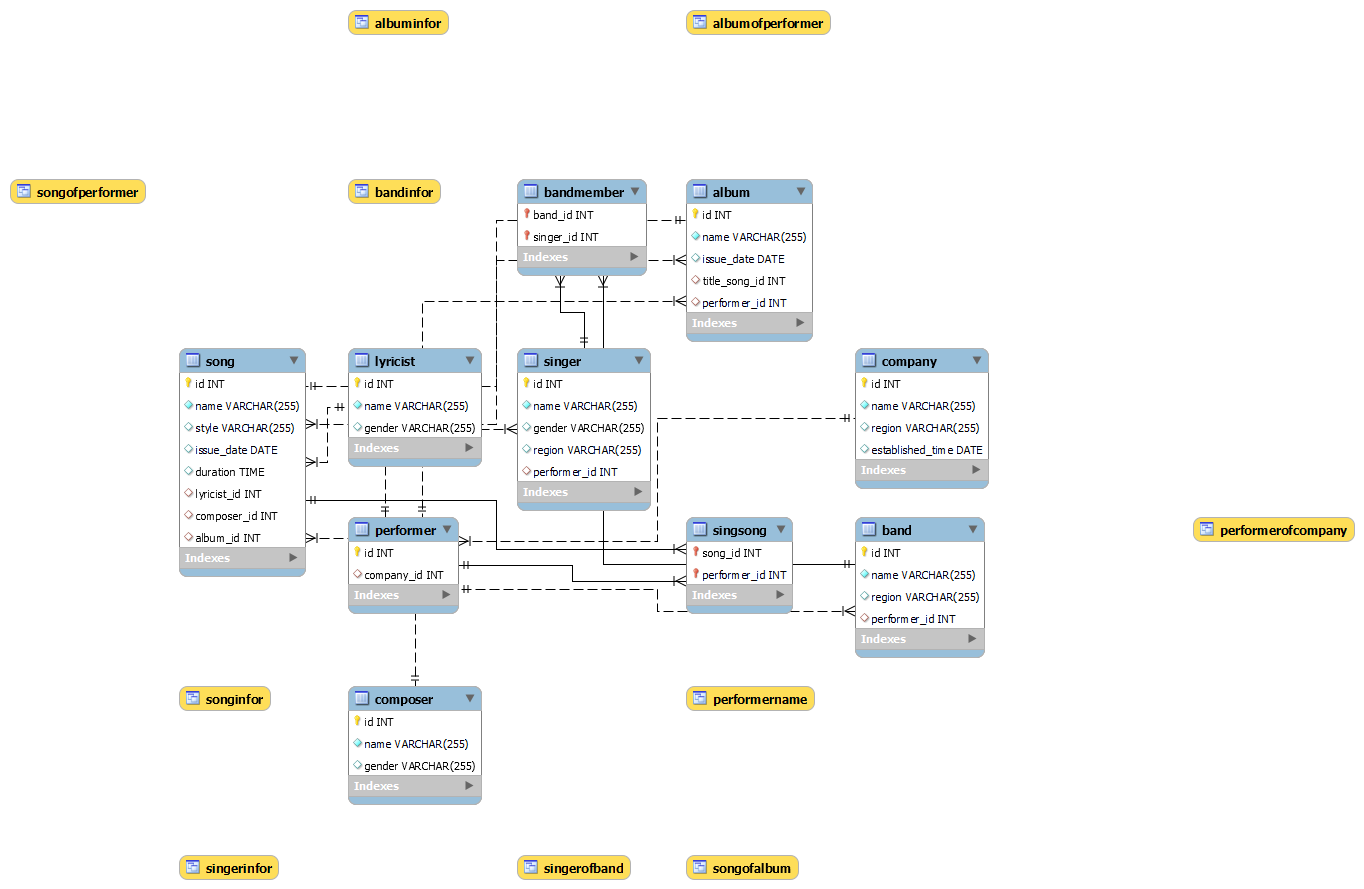 albuminfor
albumofperformer
songofperformer
bandinfor
bandmember
band_id INT
singer_id INT
Indexes
album
id INT
name VARCHAR(255)
issue_date DATE
title_song_id INT
performer_id INT
Indexes
song
id INT
name VARCHAR(255)
style VARCHAR(255)
issue_date DATE
duration TIME
lyricist_id INT
composer_id INT
album_id INT
Indexes
lyricist
id INT
name VARCHAR(255)
gender VARCHAR(255)
Indexes
singer
id INT
name VARCHAR(255)
gender VARCHAR(255)
region VARCHAR(255)
performer_id INT
Indexes
company
id INT
name VARCHAR(255)
region VARCHAR(255)
established_time DATE
Indexes
performer
id INT
company_id INT
Indexes
singsong
song_id INT
performer_id INT
Indexes
band
id INT
name VARCHAR(255)
region VARCHAR(255)
performer_id INT
Indexes
performerofcompany
songinfor
composer
id INT
name VARCHAR(255)
gender VARCHAR(255)
Indexes
performername
singerinfor
singerofband
songofalbum